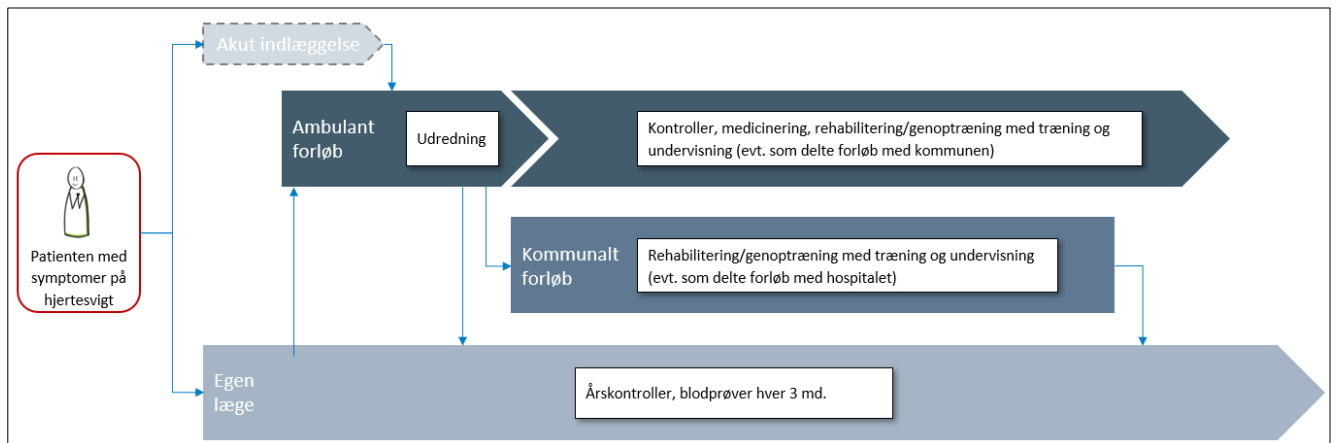 Akut indlæggelse
Ambulant
forløb
Udredning
Kontroller, medicinering, rehabilitering/genoptræning med træning og
undervisning (evt. som delte forløb med kommunen)
Patienten med
symptomer på
hjertesvigt
Kommunalt
forløb
Rehabilitering/genoptræning med træning og undervisning
(evt. som delte forløb med hospitalet)
Egen
læge
Årskontroller, blodprøver hver 3 md.